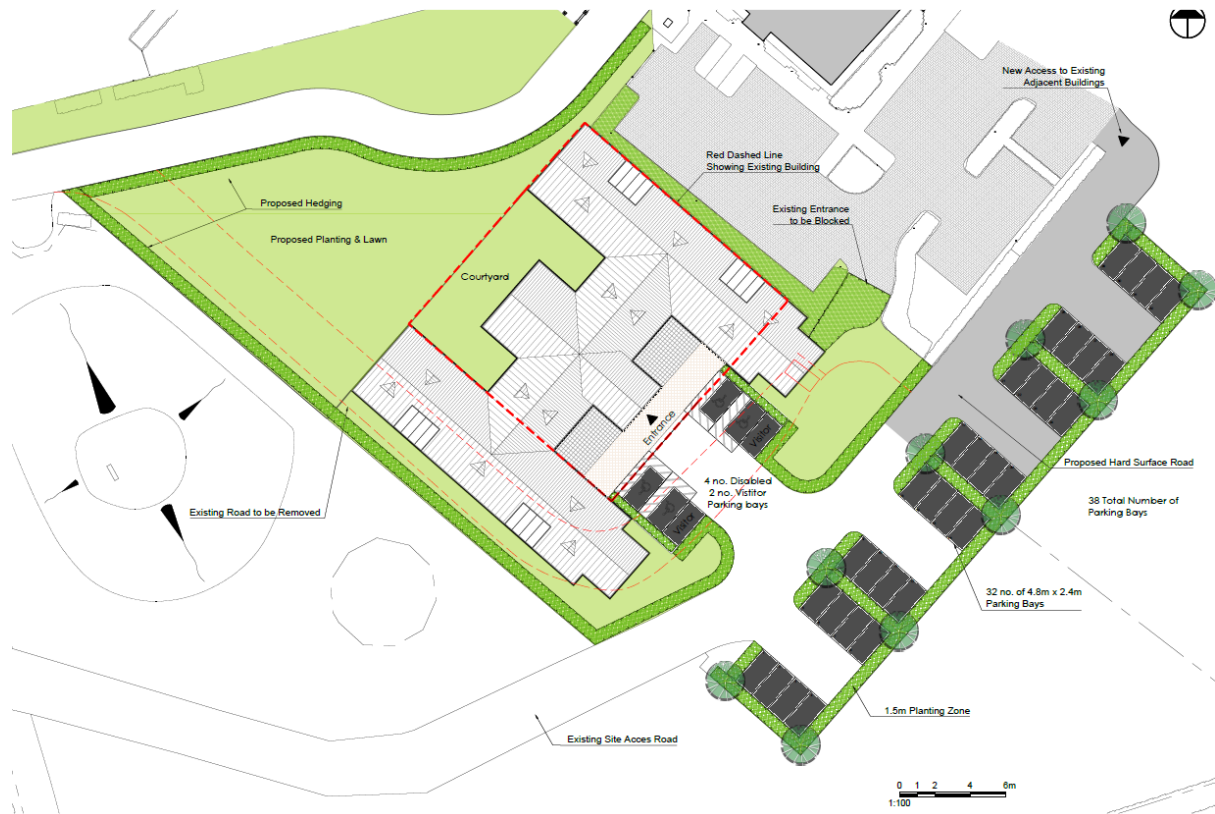 New Access to Existing
Adjacent Buildings
Red Dashed Line
Showing Existing Building
Existing Entrance
to be Blocked
Proposed Hedging
Proposed Planting & Lawn
Courtyard
Entrance
Visitor
Visitor
4 no. Disabled
2 no. Vistitor
Parking bays
Proposed Hard Surface Road
38 Total Number of
Parking Bays
Existing Road to be Removed
32 no. of 4.8m x 2.4m
Parking Bays
1.5m Planting Zone
Existing Site Acces Road
0 1 2 4 6m
1:100